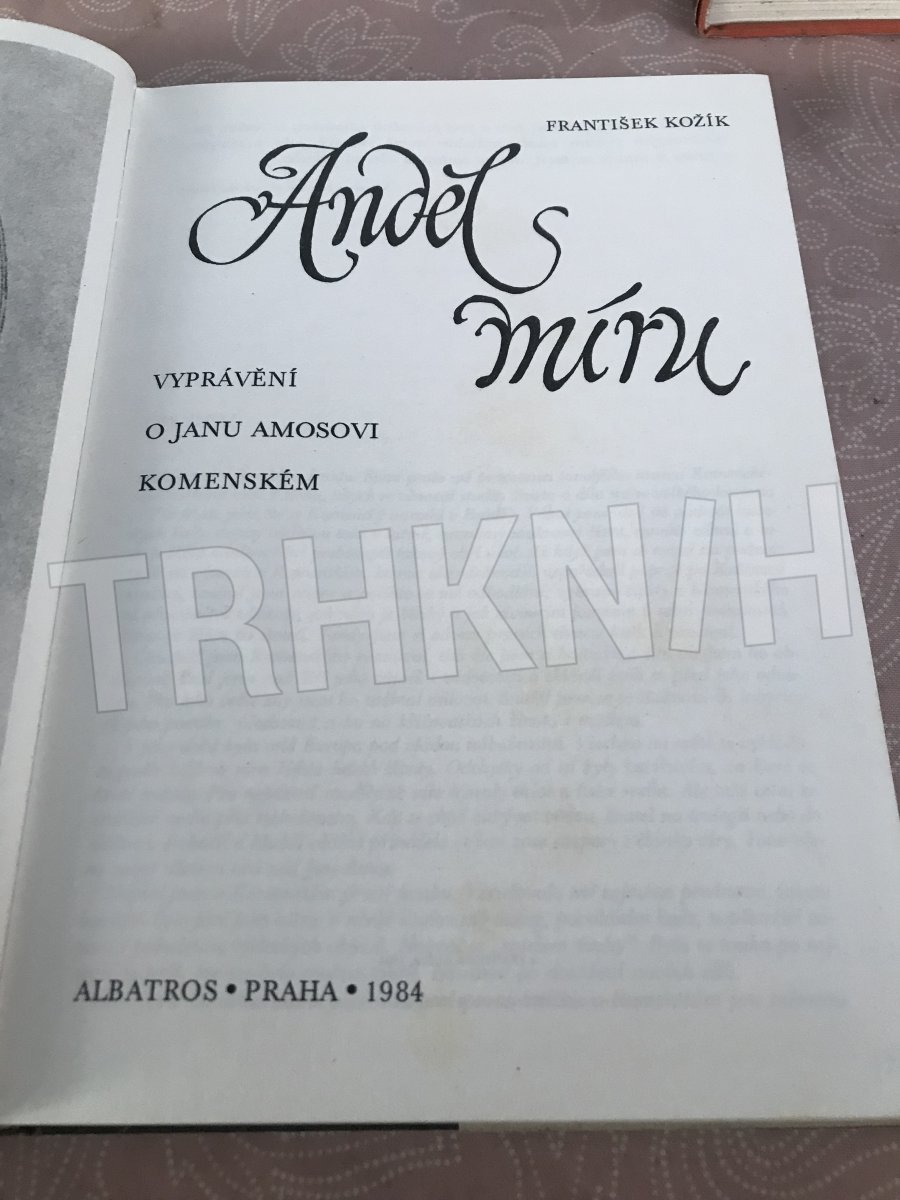 FRANTIŠEK KOŽÍK
Anděl
míru
VYPRÁVĚNÍ
O JANU AMOSOVI
KOMENSKÉM
TRHKNIH
ALBATROS • PRAHA • 1984